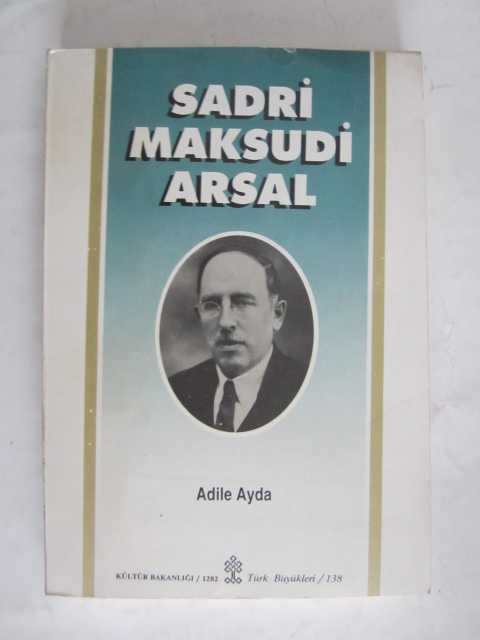 SADRİ
MAKSUDİ
ARSAL
Adile Ayda
KÜLTÜR BAKANLIĞI / 1282 Türk Büyükleri / 138